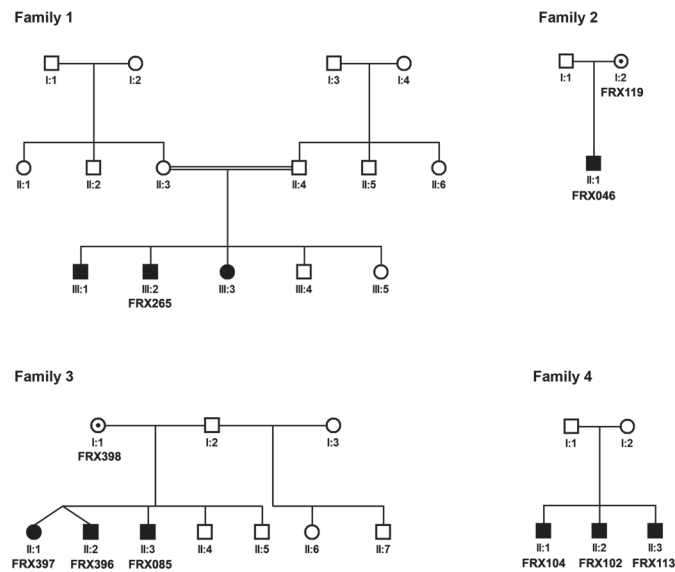 Family 1
Family 2
I:1 I:2 I:3 I:4
I:1 I:2
FRX119
II:1 II:2 II:3 II:4 II:5 II:6
II:1
FRX046
III:1 III:2 III:3 III:4 III:5
FRX265
Family 3
Family 4
I:1 I:2 I:3
FRX398
I:1 I:2
II:1 II:2 II:3 II:4 II:5 II:6 II:7
FRX397 FRX396 FRX085
II:1 II:2 II:3
FRX104 FRX102 FRX113